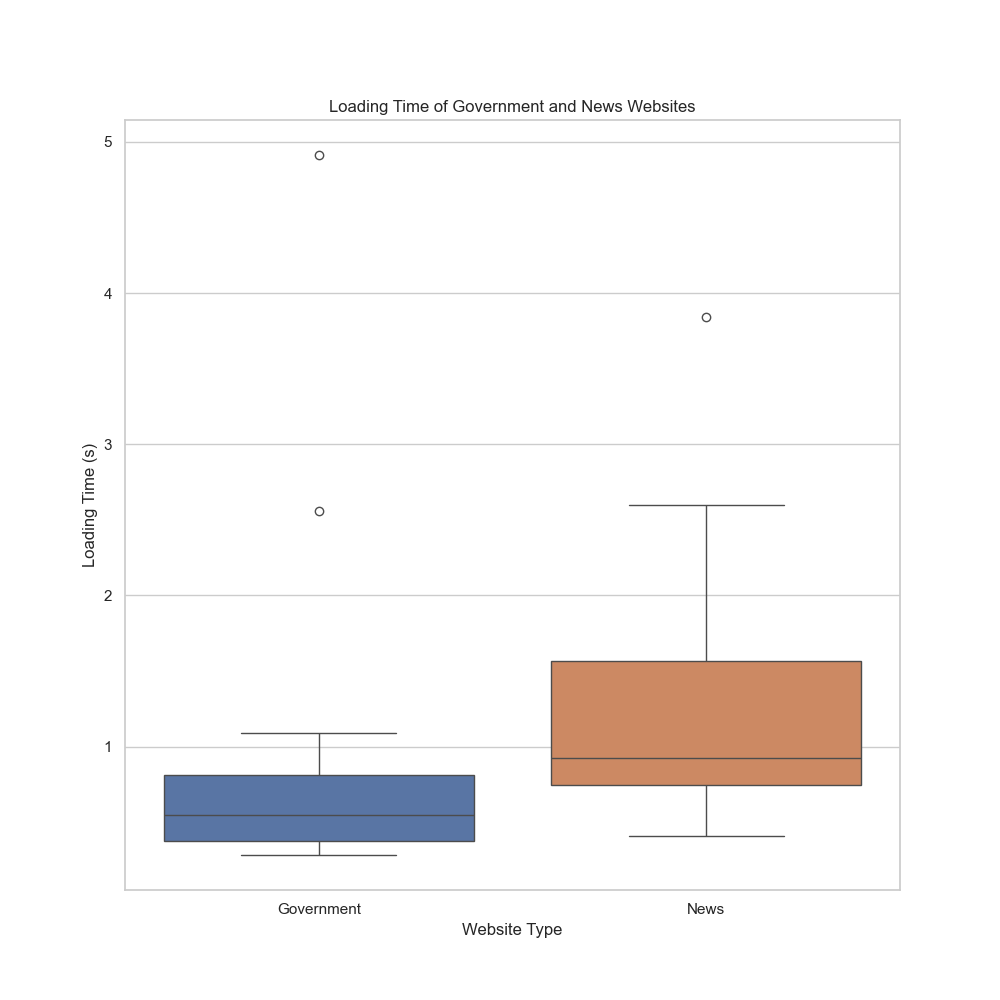 Loading Time of Government and News Websites
5
4
3
2
1
Loading Time (s)
Government
News
Website Type